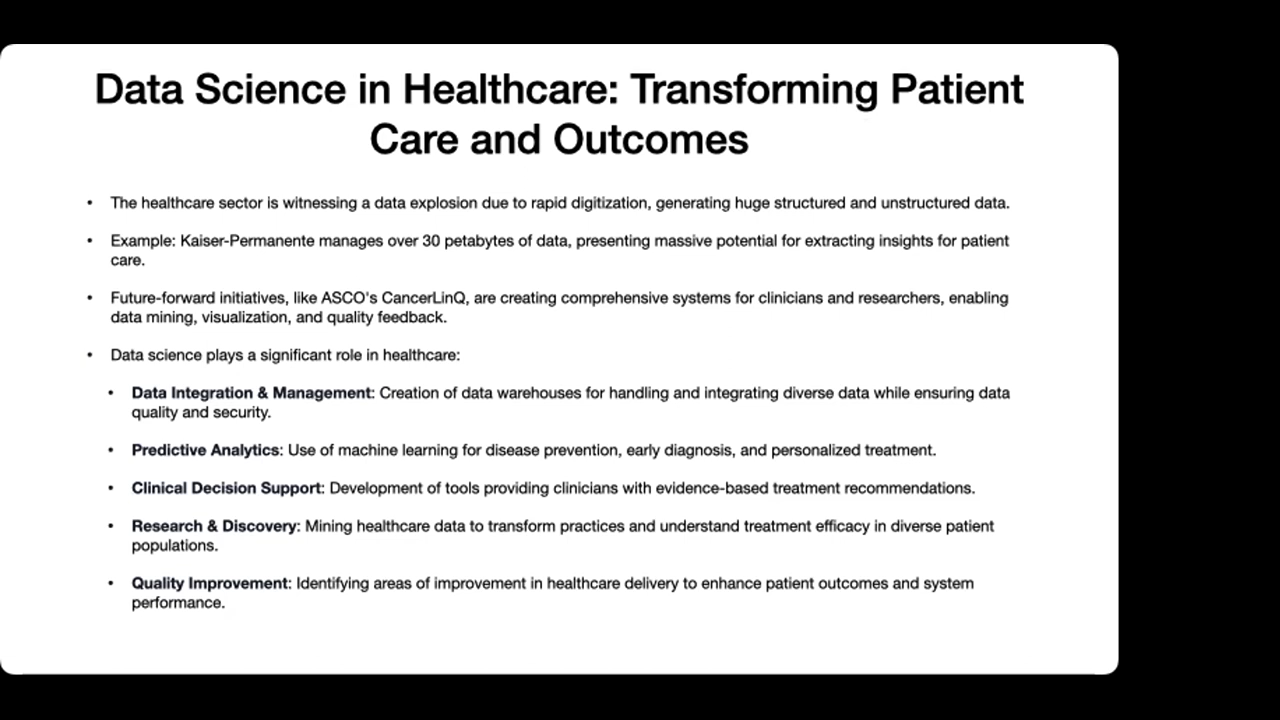 Data Science in Healthcare: Transforming Patient
Care and Outcomes
• The healthcare sector is witnessing a data explosion due to rapid digitization, generating huge structured and unstructured data.
• Example: Kaiser-Permanente manages over 30 petabytes of data, presenting massive potential for extracting insights for patient
care.
• Future-forward initiatives, like ASCO's CancerLinQ, are creating comprehensive systems for clinicians and researchers, enabling
data mining, visualization, and quality feedback.
• Data science plays a significant role in healthcare:
• Data Integration & Management: Creation of data warehouses for handling and integrating diverse data while ensuring data
quality and security.
• Predictive Analytics: Use of machine learning for disease prevention, early diagnosis, and personalized treatment.
• Clinical Decision Support: Development of tools providing clinicians with evidence-based treatment recommendations.
• Research & Discovery: Mining healthcare data to transform practices and understand treatment efficacy in diverse patient
populations.
• Quality Improvement: Identifying areas of improvement in healthcare delivery to enhance patient outcomes and system
performance.